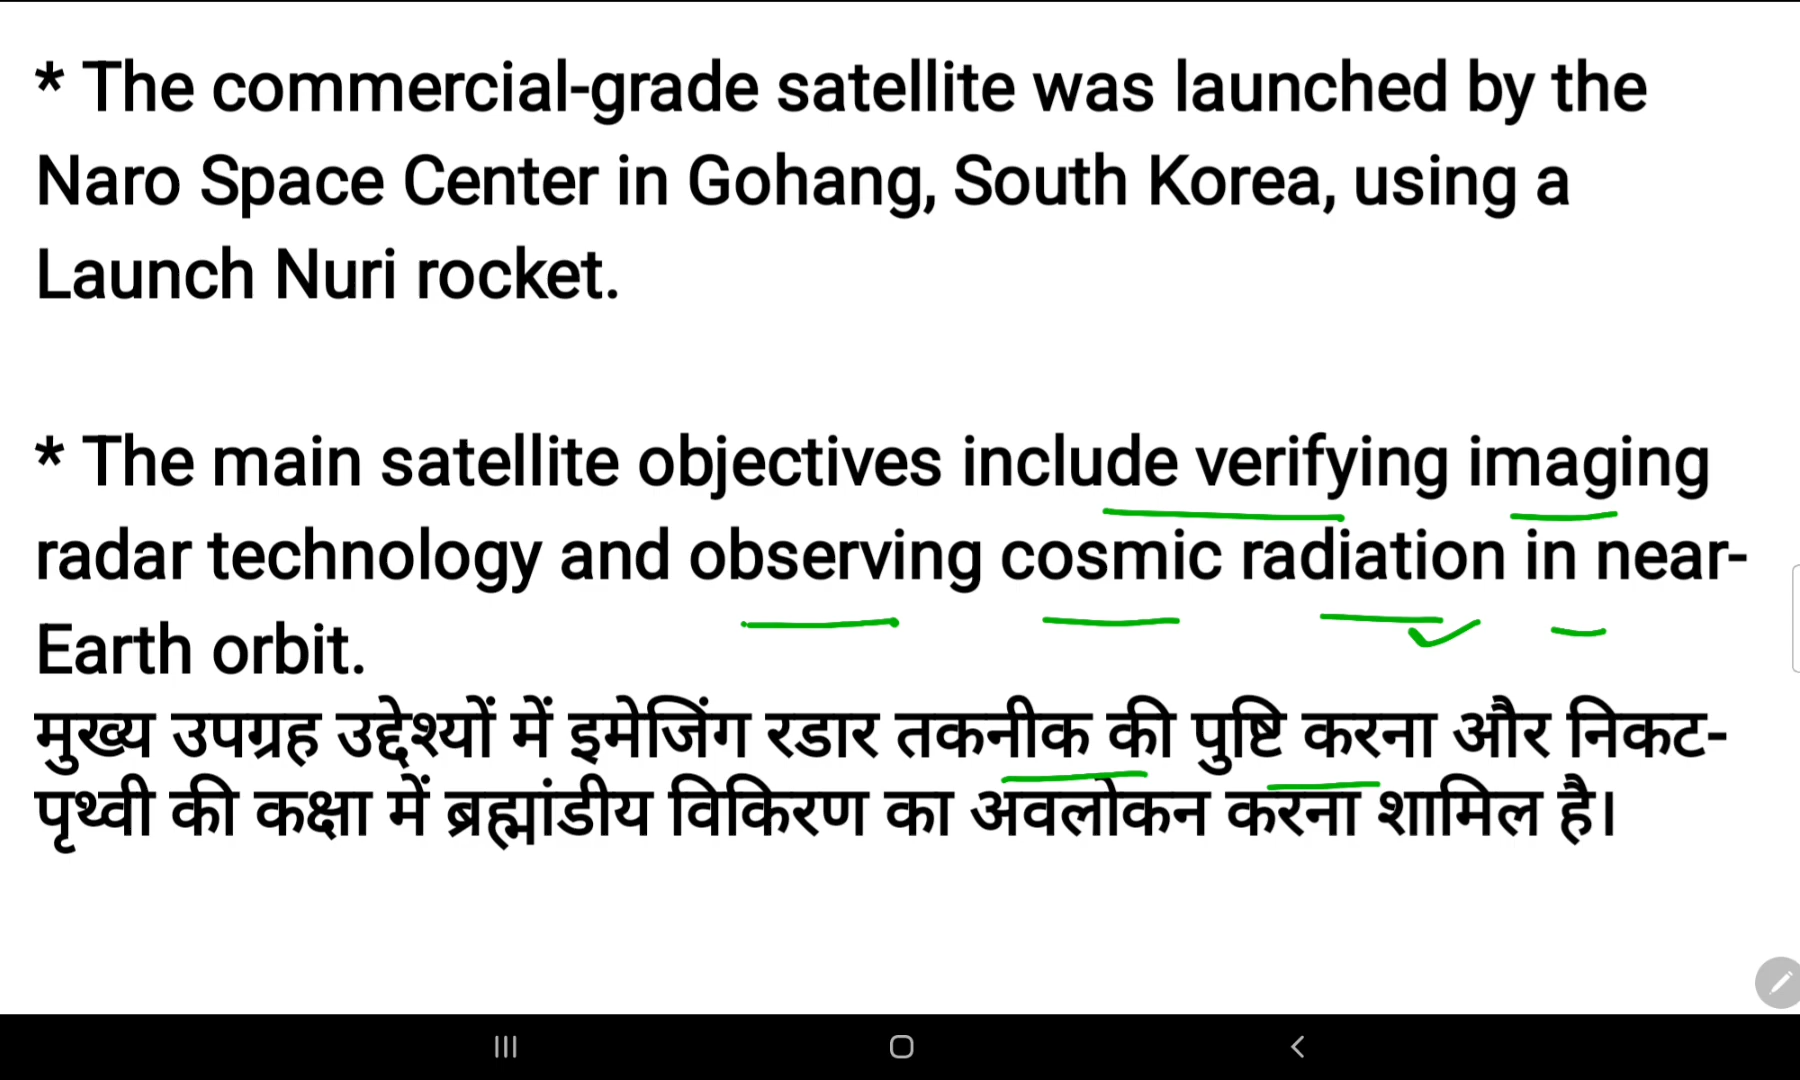 * The commercial-grade satellite was launched by the
Naro Space Center in Gohang, South Korea, using a
Launch Nuri rocket.
* The main satellite objectives include verifying imaging
radar technology and observing cosmic radiation in near-
Earth orbit.
मुख्य उपग्रह उद्देश्यों में इमेजिंग रडार तकनीक की पुष्टि करना और निकट-
पृथ्वी की कक्षा में ब्रह्मांडीय विकिरण का अवलोकन करना शामिल है।